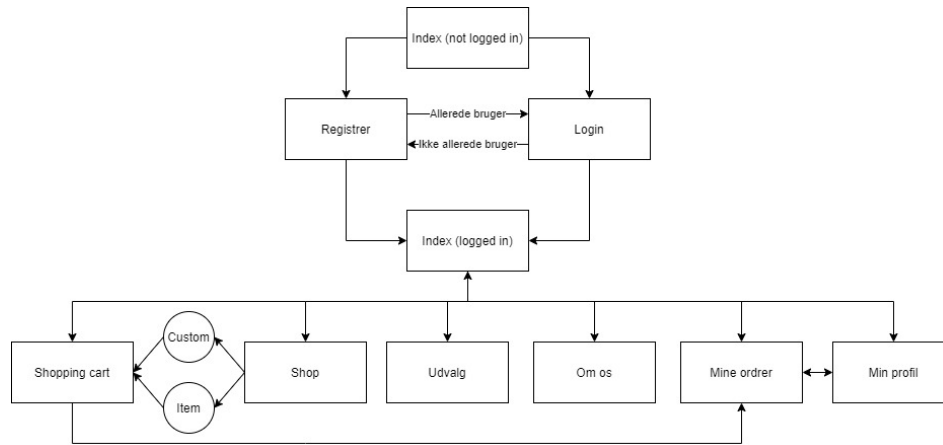 Index (not logged in)
Allerede bruger
Registrer
Login
Ikke allerede bruger
Index (logged in)
Custom
Shopping cart
Shop
Udvalg
Om os
Mine ordrer
Min profil
Item